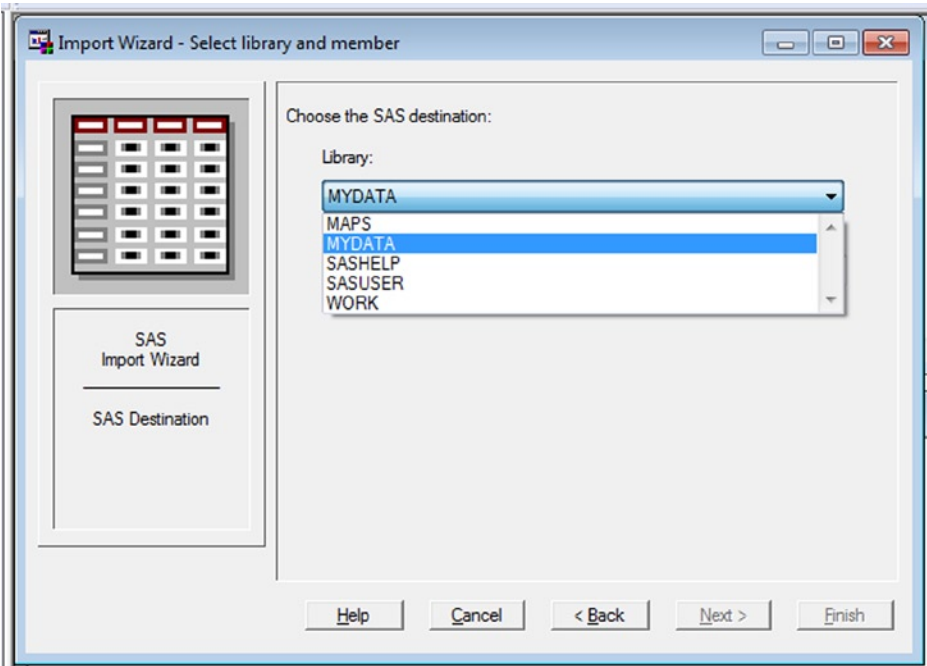 Import Wizard - Select library and member
Choose the SAS destination:
Library:
MYDATA
MAPS
MYDATA
SASHELP
SASUSER
WORK
SAS
Import Wizard
SAS Destination
Help Cancel < Back Next > Finish